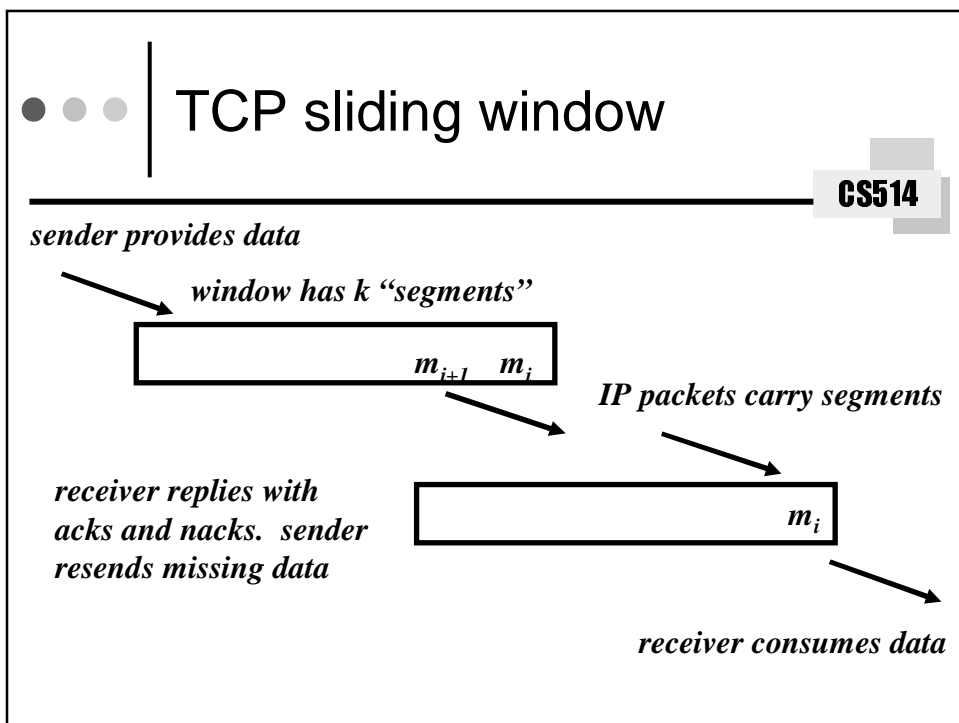 TCP sliding window
CS514
sender provides data
window has k “segments”
m_{i+1} m_i
IP packets carry segments
receiver replies with
acks and nacks. sender
resends missing data
m_i
receiver consumes data